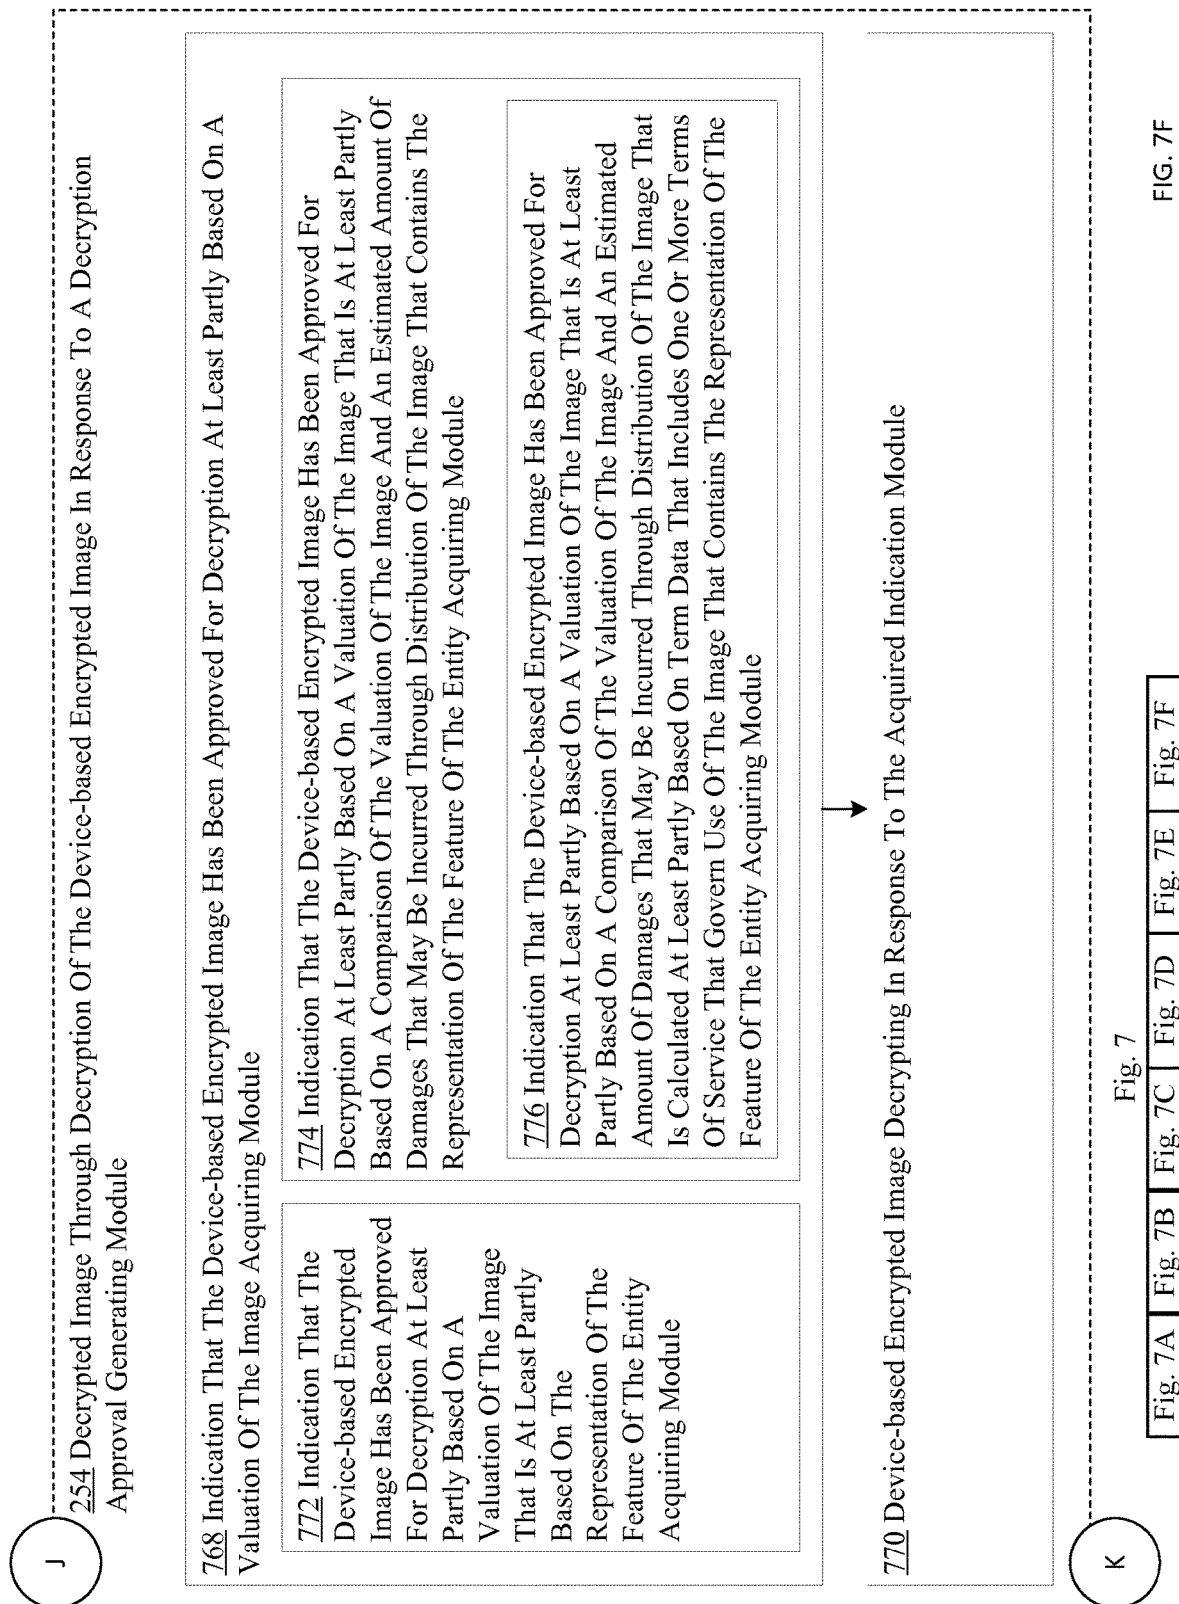 J
254 Decrypted Image Through Decryption Of The Device-based Encrypted Image In Response To A Decryption
Approval Generating Module
768 Indication That The Device-based Encrypted Image Has Been Approved For Decryption At Least Partly Based On A
Valuation Of The Image Acquiring Module
772 Indication That The
Device-based Encrypted
Image Has Been Approved
For Decryption At Least
Partly Based On A
Valuation Of The Image
That Is At Least Partly
Based On The
Representation Of The
Feature Of The Entity
Acquiring Module
774 Indication That The Device-based Encrypted Image Has Been Approved For
Decryption At Least Partly Based On A Valuation Of The Image That Is At Least Partly
Based On A Comparison Of The Valuation Of The Image And An Estimated Amount Of
Damages That May Be Incurred Through Distribution Of The Image That Contains The
Representation Of The Feature Of The Entity Acquiring Module
776 Indication That The Device-based Encrypted Image Has Been Approved For
Decryption At Least Partly Based On A Valuation Of The Image That Is At Least
Partly Based On A Comparison Of The Valuation Of The Image And An Estimated
Amount Of Damages That May Be Incurred Through Distribution Of The Image That
Is Calculated At Least Partly Based On Term Data That Includes One Or More Terms
Of Service That Govern Use Of The Image That Contains The Representation Of The
Feature Of The Entity Acquiring Module
770 Device-based Encrypted Image Decrypting In Response To The Acquired Indication Module
K
Fig. 7
Fig. 7A Fig. 7B Fig. 7C Fig. 7D Fig. 7E Fig. 7F
FIG. 7F